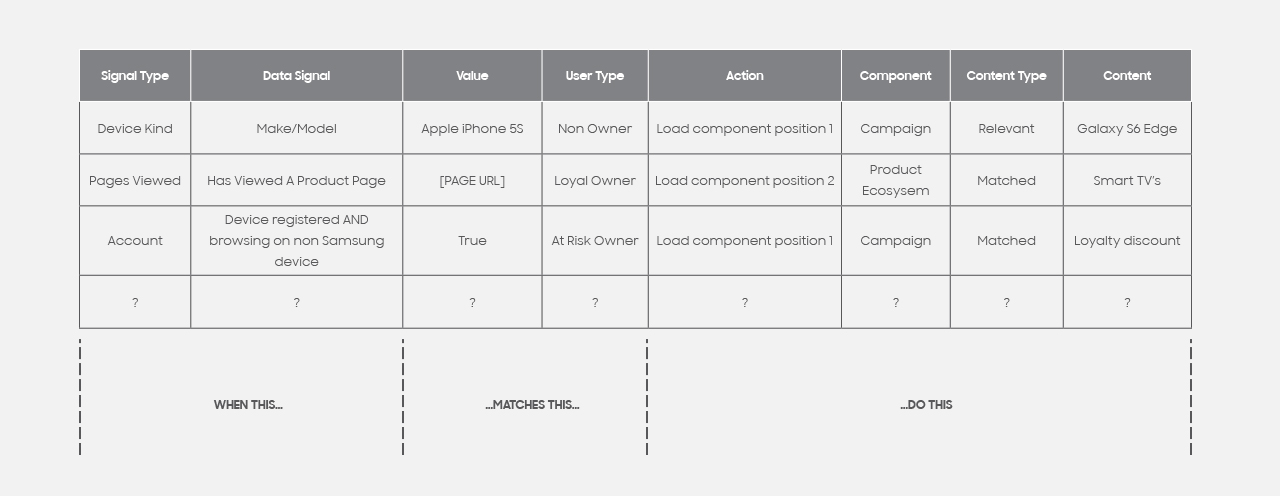 Signal Type Data Signal Value User Type Action Component Content Type Content
Device Kind Make/Model Apple iPhone 5S Non Owner Load component position 1 Campaign Relevant Galaxy S6 Edge
Pages Viewed Has Viewed A Product Page [PAGE URL] Loyal Owner Load component position 2 Product
Ecosysem Matched Smart TV's
Account Device registered AND
browsing on non Samsung
device True At Risk Owner Load component position 1 Campaign Matched Loyalty discount
? ? ? ? ? ? ? ?
WHEN THIS... ...MATCHES THIS... ...DO THIS